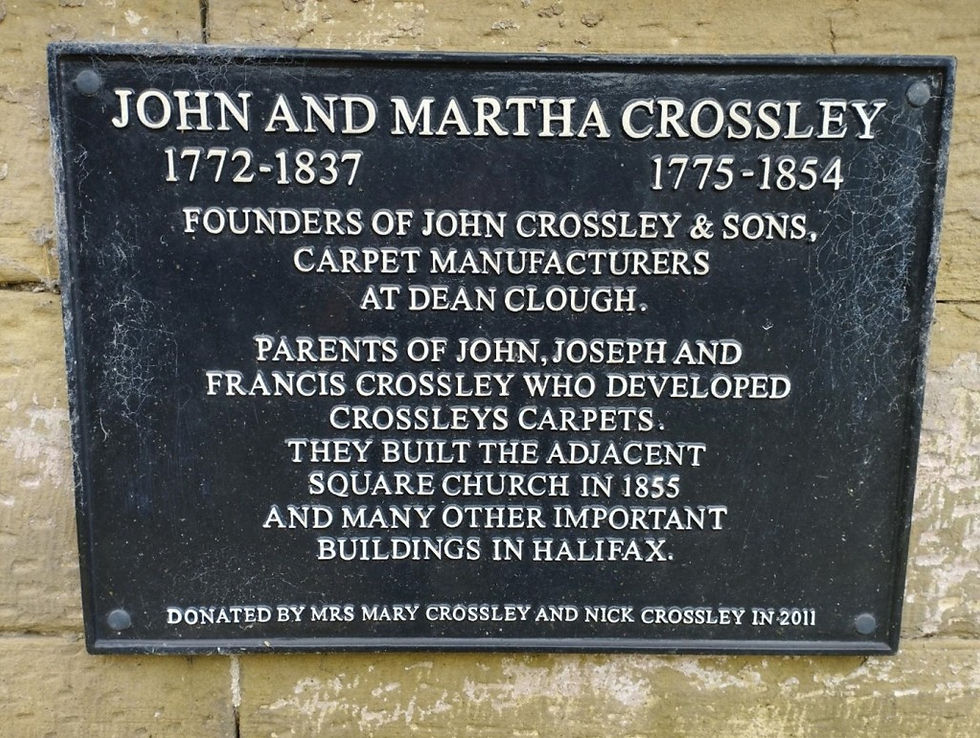 JOHN AND MARTHA CROSSLEY
1772-1837 1775-1854
FOUNDERS OF JOHN CROSSLEY & SONS,
CARPET MANUFACTURERS
AT DEAN CLOUGH.
PARENTS OF JOHN, JOSEPH AND
FRANCIS CROSSLEY WHO DEVELOPED
CROSSLEYS CARPETS.
THEY BUILT THE ADJACENT
SQUARE CHURCH IN 1855
AND MANY OTHER IMPORTANT
BUILDINGS IN HALIFAX.
DONATED BY MRS MARY CROSSLEY AND NICK CROSSLEY IN 2011